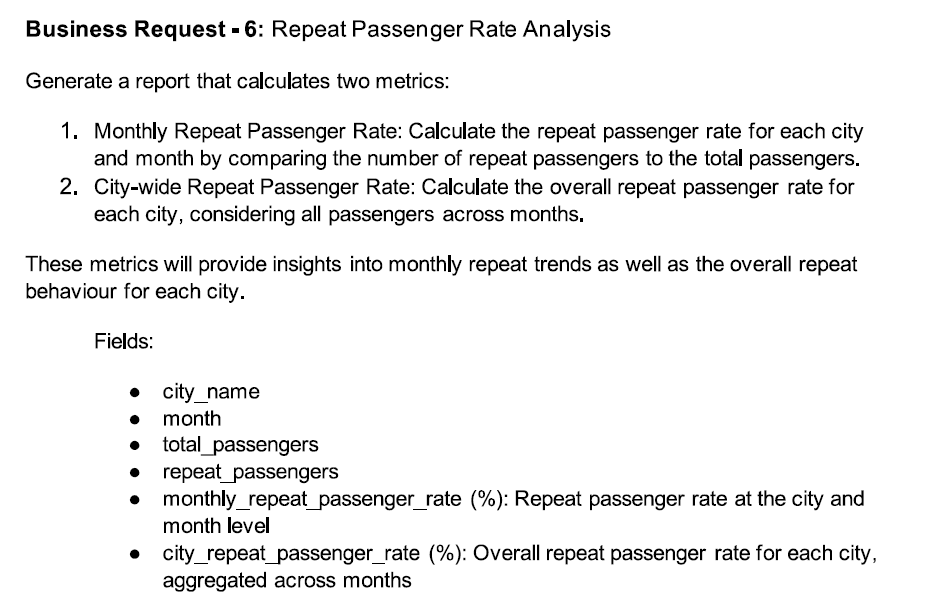 Business Request - 6: Repeat Passenger Rate Analysis
Generate a report that calculates two metrics:
1. Monthly Repeat Passenger Rate: Calculate the repeat passenger rate for each city
and month by comparing the number of repeat passengers to the total passengers.
2. City-wide Repeat Passenger Rate: Calculate the overall repeat passenger rate for
each city, considering all passengers across months.
These metrics will provide insights into monthly repeat trends as well as the overall repeat
behaviour for each city.
Fields:
● city_name
● month
● total_passengers
● repeat_passengers
● monthly_repeat_passenger_rate (%): Repeat passenger rate at the city and
month level
● city_repeat_passenger_rate (%): Overall repeat passenger rate for each city,
aggregated across months